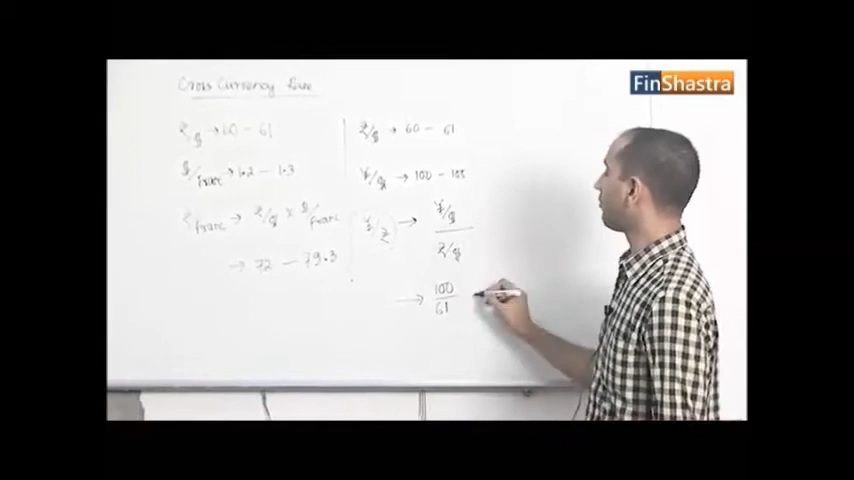 FinShastra
Cross Currency Rate
₹/$ → 60 - 61
$/franc → 1.2 - 1.3
₹/franc → ₹/$ x $/franc
→ 72 - 79.3
₹/$ → 60 - 61
¥/$ → 100 - 105
¥/₹ → ¥/$
₹/$
→ 100
61